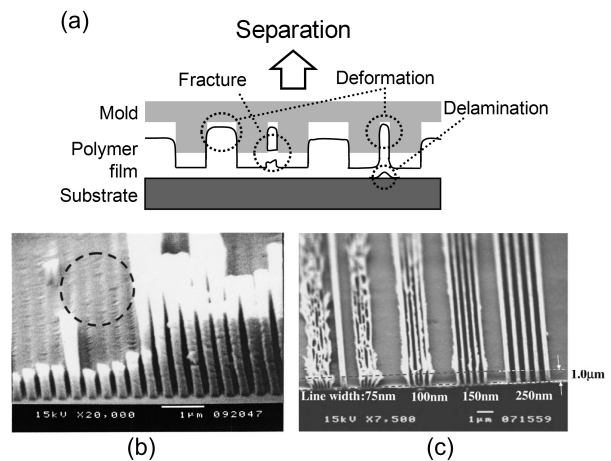 (a)
Separation
Fracture
Deformation
Mold
Delamination
Polymer
film
Substrate
15kV X20,000 1μm 092047
(b)
1.0μm
Line width:75nm 100nm 150nm 250nm
15kV X7,500 1μm 071559
(c)